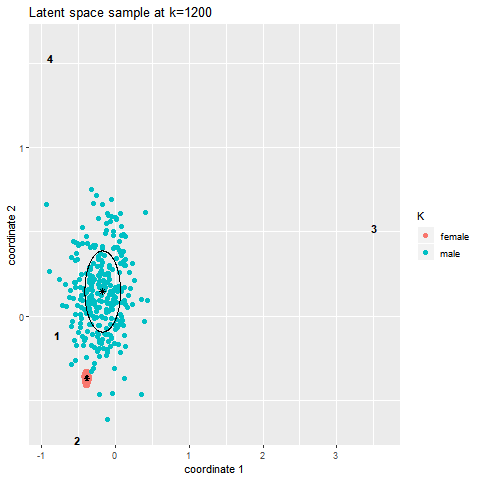 Latent space sample at k=1200
4
3
1
2
1
0
-1
0
1
2
3
coordinate 1
coordinate 2
K
female
male